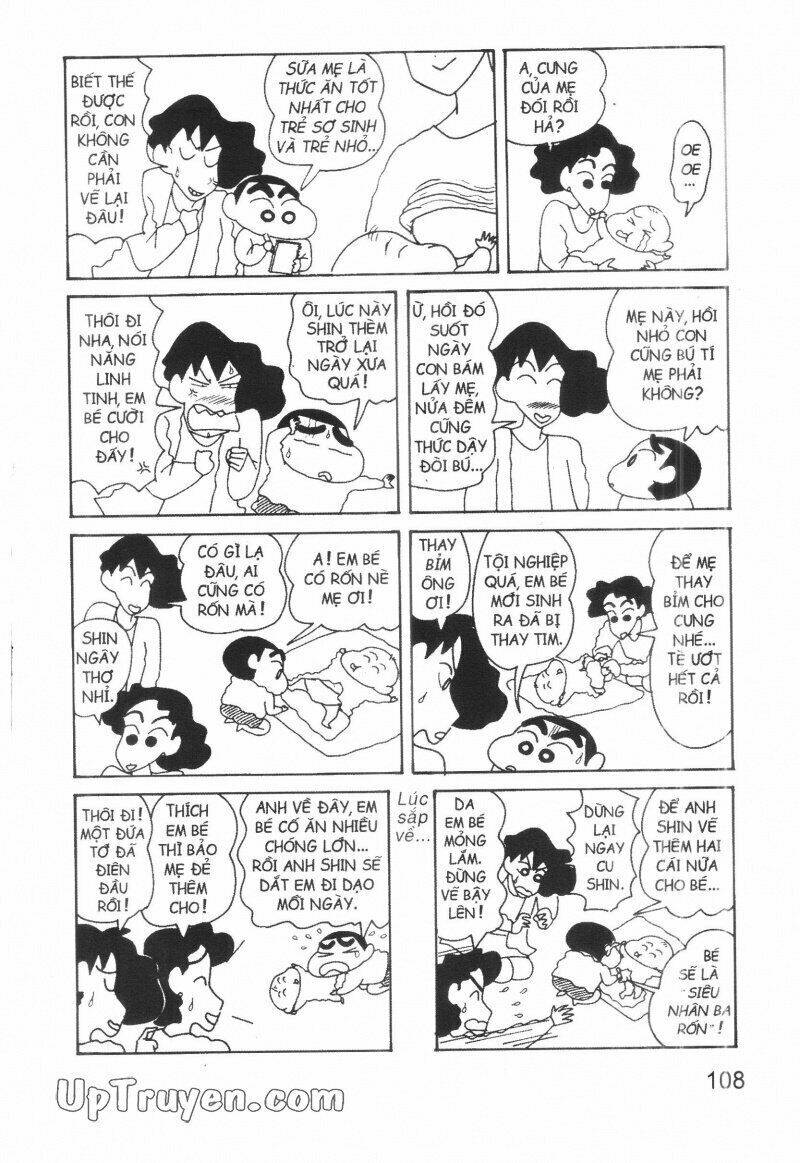 OE
OE
...
A, CƯNG
CỦA MẸ
ĐÓI RỒI
HẢ?
SỮA MẸ LÀ
THỨC ĂN TỐT
NHẤT CHO
TRẺ SƠ SINH
VÀ TRẺ NHỎ...
BIẾT THẾ
ĐƯỢC
RỒI, CON
KHÔNG
CẦN
PHẢI
VẼ LẠI
ĐÂU!
MẸ NÀY, HỒI
NHỎ CON
CŨNG BÚ TÍ
MẸ PHẢI
KHÔNG?
Ừ, HỒI ĐÓ
SUỐT
NGÀY
CON BÁM
LẤY MẸ,
NỬA ĐÊM
CŨNG
THỨC DẬY
ĐÒI BÚ...
ÔI, LÚC NÀY
SHIN THÈM
TRỞ LẠI
NGÀY XƯA
QUÁ!
THÔI ĐI
NHA, NÓI
NĂNG
LINH
TINH, EM
BÉ CƯỜI
CHO
ĐẤY!
ĐỂ MẸ
THAY
BỈM CHO
CƯNG
NHÉ...
TÈ ƯỚT
HẾT CẢ
RỒI!
TỘI NGHIỆP
QUÁ, EM BÉ
MỚI SINH
RA ĐÃ BỊ
THAY TIM.
THAY
BỈM
ÔNG
ƠI!
A! EM BÉ
CÓ RỐN NÈ
MẸ ƠI!
CÓ GÌ LẠ
ĐÂU, AI
CŨNG CÓ
RỐN MÀ!
SHIN
NGÂY
THƠ
NHỈ.
ĐỂ ANH
SHIN VẼ
THÊM HAI
CÁI NỮA
CHO BÉ...
BÉ
SẼ LÀ
"SIÊU
NHÂN BA
RỐN"!
DỪNG
LẠI
NGAY
CU
SHIN.
DA
EM BÉ
MỎNG
LẮM.
ĐỪNG
VẼ BẬY
LÊN!
Lúc
sắp
về...
ANH VỀ ĐÂY, EM
BÉ CỐ ĂN NHIỀU
CHÓNG LỚN...
RỒI ANH SHIN SẼ
DẮT EM ĐI DẠO
MỖI NGÀY.
THÍCH
EM BÉ
THÌ BẢO
MẸ ĐẺ
THÊM
CHO!
THÔI ĐI!
MỘT ĐỨA
TỚ ĐÃ
ĐIÊN
ĐẦU
RỒI!
108
UpTruyen.com